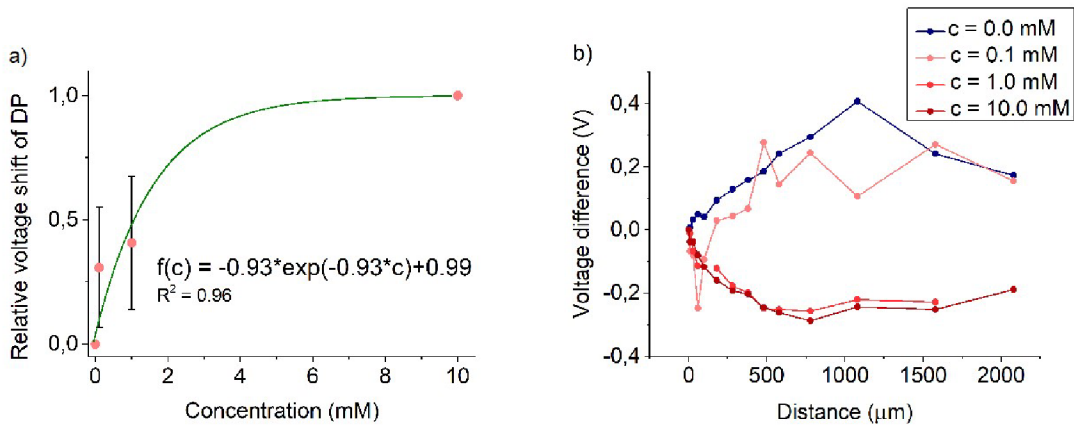 a)
Relative voltage shift of DP
1,0
0,5
0,0
f(c) = -0.93*exp(-0.93*c)+0.99
R² = 0.96
0 2 4 6 8 10
Concentration (mM)
b)
c = 0.0 mM
c = 0.1 mM
c = 1.0 mM
c = 10.0 mM
Voltage difference (V)
0,4
0,2
0,0
-0,2
-0,4
0 500 1000 1500 2000
Distance (μm)